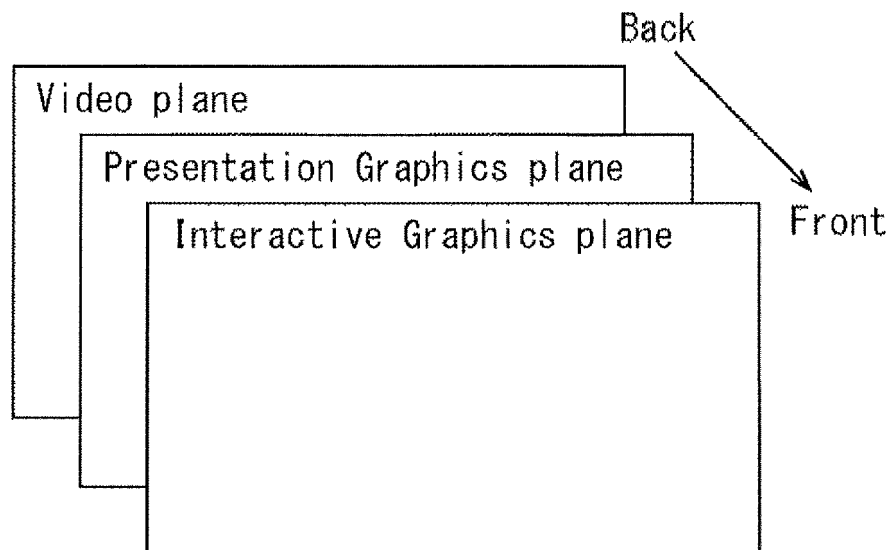 Back
Video plane
Presentation Graphics plane
Interactive Graphics plane
Front